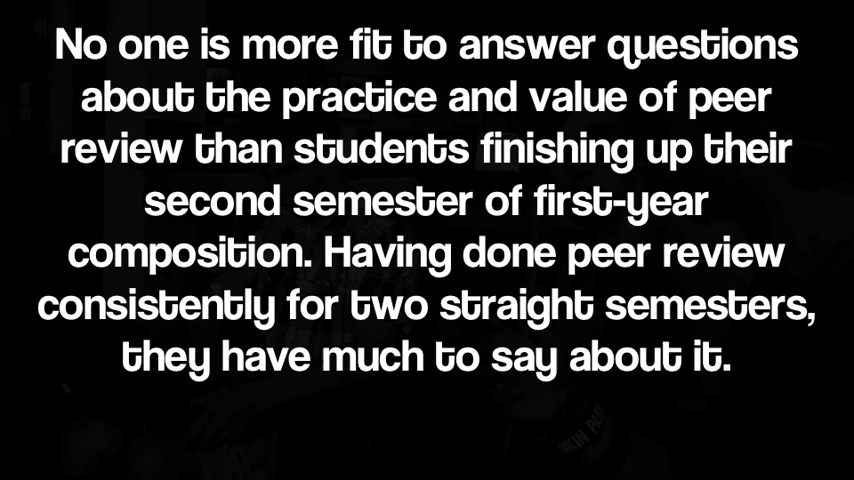 No one is more fit to answer questions
about the practice and value of peer
review than students finishing up their
second semester of first-year
composition. Having done peer review
consistently for two straight semesters,
they have much to say about it.